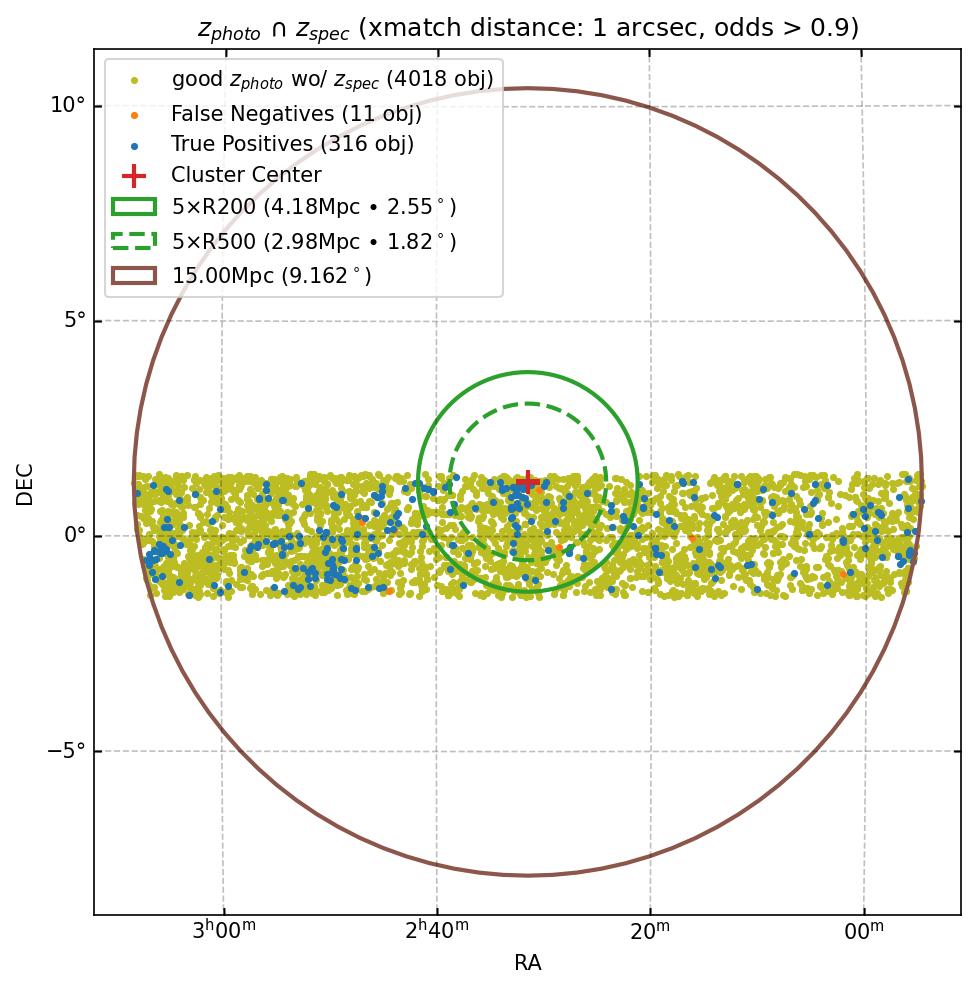 z_photo ∩ z_spec (xmatch distance: 1 arcsec, odds > 0.9)
good z_photo wo/ z_spec (4018 obj)
False Negatives (11 obj)
True Positives (316 obj)
Cluster Center
5×R200 (4.18Mpc • 2.55°)
5×R500 (2.98Mpc • 1.82°)
15.00Mpc (9.162°)
10°
5°
0°
−5°
DEC
3ʰ00ᵐ 2ʰ40ᵐ 20ᵐ 00ᵐ
RA